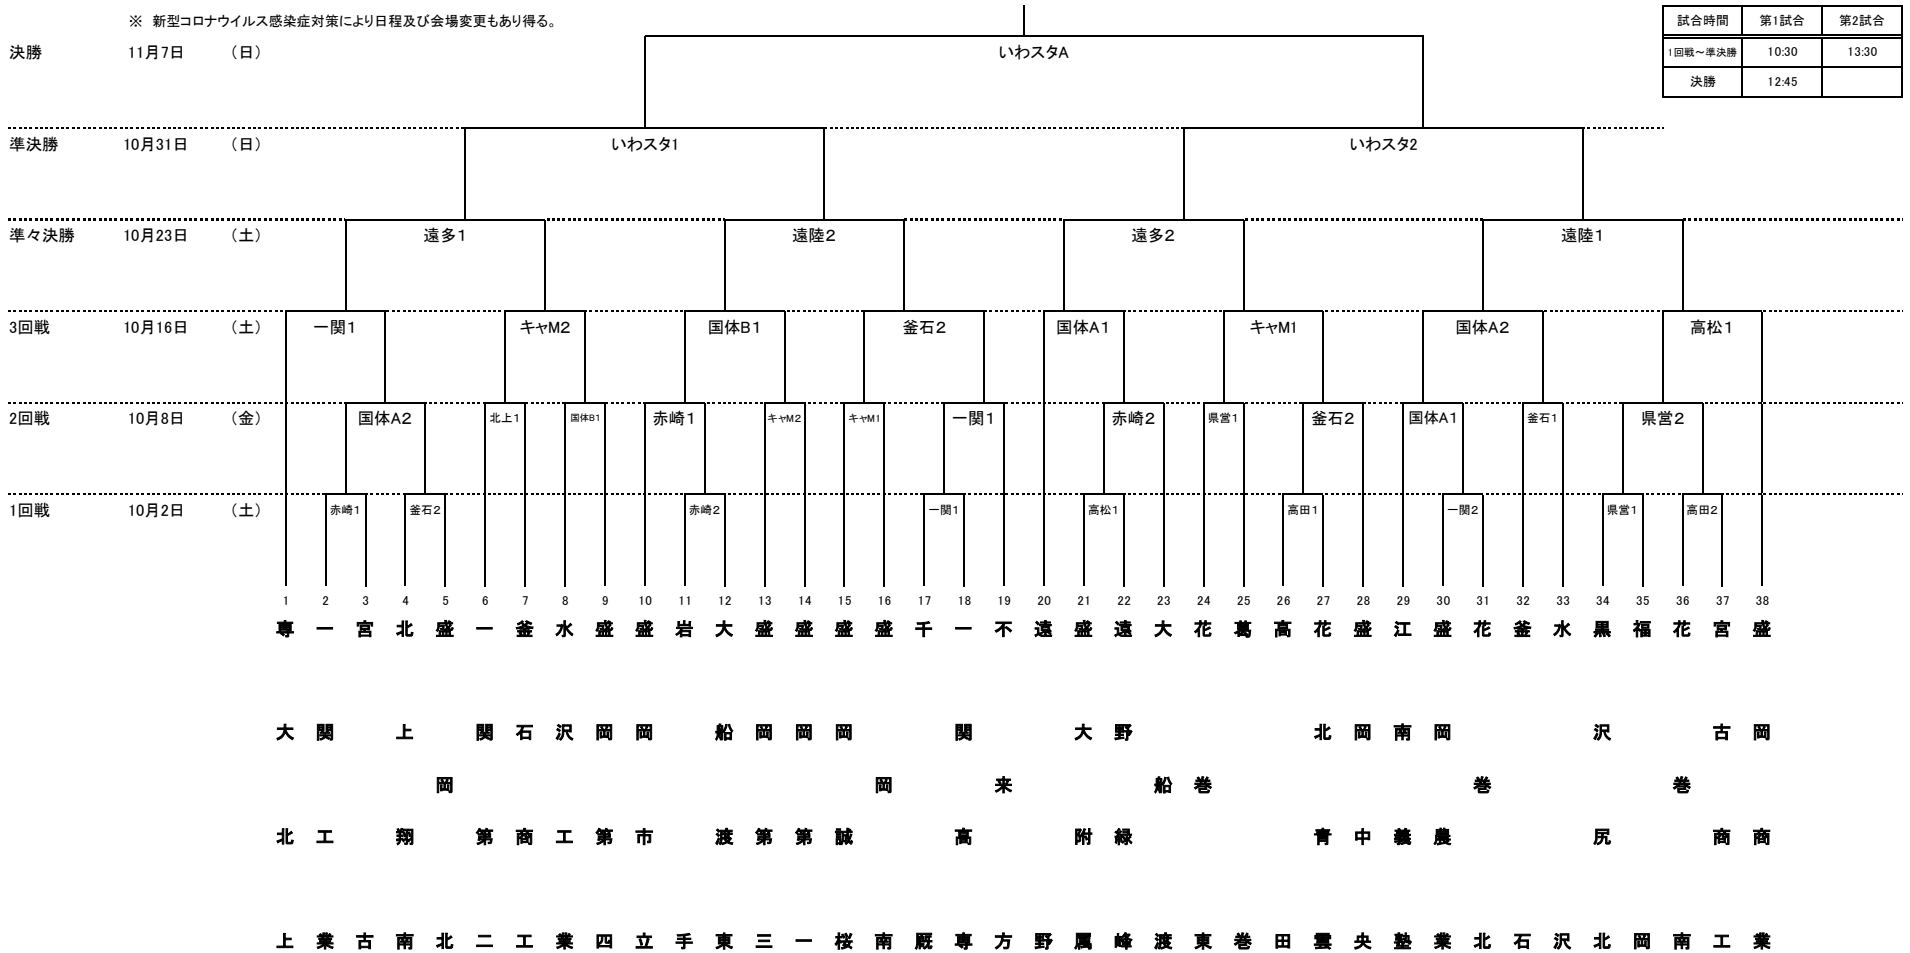 ※ 新型コロナウイルス感染症対策により日程及び会場変更もあり得る。
試合時間 第1試合 第2試合
1回戦～準決勝 10:30 13:30
決勝 12:45
決勝 11月7日 （日） いわスタA
準決勝 10月31日 （日） いわスタ1 いわスタ2
準々決勝 10月23日 （土） 遠多1 遠陸2 遠多2 遠陸1
3回戦 10月16日 （土） 一関1 キャM2 国体B1 釜石2 国体A1 キャM1 国体A2 高松1
2回戦 10月8日 （金） 国体A2 北上1 国体B1 赤崎1 キャM2 キャM1 一関1 赤崎2 県営1 釜石2 国体A1 釜石1 県営2
1回戦 10月2日 （土） 赤崎1 釜石2 赤崎2 一関1 高松1 高田1 一関2 県営1 高田2
1 専大北上
2 一関工業
3 宮古
4 北上翔南
5 盛岡北
6 一関第二
7 釜石商工
8 水沢工業
9 盛岡第四
10 盛岡市立
11 岩手
12 大船渡東
13 盛岡第三
14 盛岡第一
15 盛岡誠桜
16 盛岡南
17 千厩
18 一関高専
19 不来方
20 遠野
21 盛大附属
22 遠野緑峰
23 大船渡
24 花巻東
25 葛巻
26 高田
27 花北青雲
28 盛岡中央
29 江南義塾
30 盛岡農業
31 花巻北
32 釜石
33 水沢
34 黒沢尻北
35 福岡
36 花巻南
37 宮古商工
38 盛岡商業